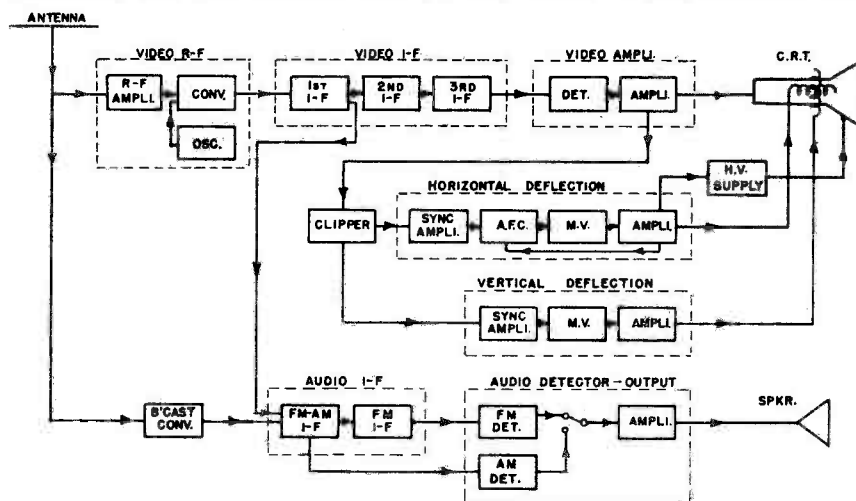 ANTENNA
VIDEO R-F
VIDEO I-F
VIDEO AMPLI.
C.R.T.
R-F
AMPLI.
CONV.
OSC.
1ST
I-F
2ND
I-F
3RD
I-F
DET.
AMPLI.
H.V.
SUPPLY
HORIZONTAL DEFLECTION
CLIPPER
SYNC
AMPLI.
A.F.C.
M.V.
AMPLI.
VERTICAL DEFLECTION
SYNC
AMPLI.
M.V.
AMPLI.
AUDIO I-F
AUDIO DETECTOR-OUTPUT
SPKR.
B'CAST
CONV.
FM-AM
I-F
FM
I-F
FM
DET.
AMPLI.
AM
DET.